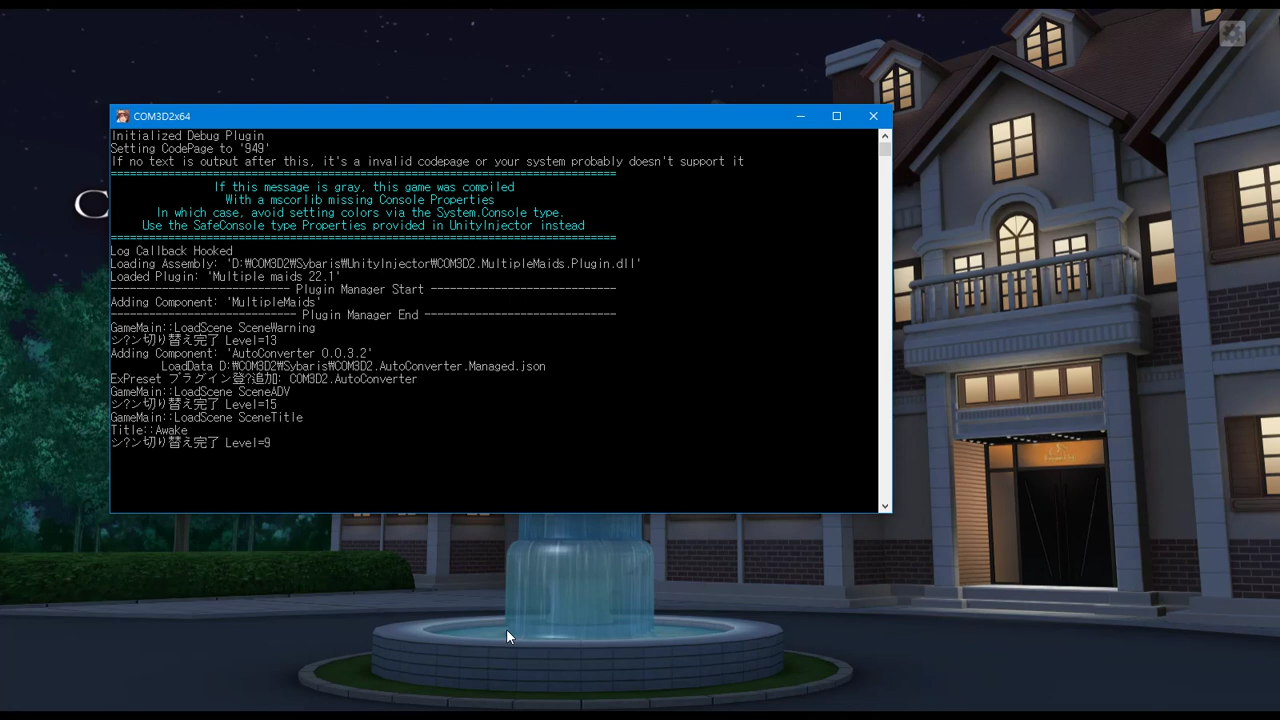 COM3D2x64
Initialized Debug Plugin
Setting CodePage to '949'
If no text is output after this, it's a invalid codepage or your system probably doesn't support it
================================================================================
If this message is gray, this game was compiled
With a mscorlib missing Console Properties
In which case, avoid setting colors via the System.Console type.
Use the SafeConsole type Properties provided in UnityInjector instead
================================================================================
Log Callback Hooked
Loading Assembly: 'D:₩COM3D2₩Sybaris₩UnityInjector₩COM3D2.MultipleMaids.Plugin.dll'
Loaded Plugin: 'Multiple maids 22.1'
---------------------------- Plugin Manager Start -----------------------------
Adding Component: 'MultipleMaids'
----------------------------- Plugin Manager End ------------------------------
GameMain::LoadScene SceneWarning
シ?ン切り替え完了 Level=13
Adding Component: 'AutoConverter 0.0.3.2'
LoadData D:₩COM3D2₩Sybaris₩COM3D2.AutoConverter.Managed.json
ExPreset プラグイン登?追加: COM3D2.AutoConverter
GameMain::LoadScene SceneADV
シ?ン切り替え完了 Level=15
GameMain::LoadScene SceneTitle
Title::Awake
シ?ン切り替え完了 Level=9
C